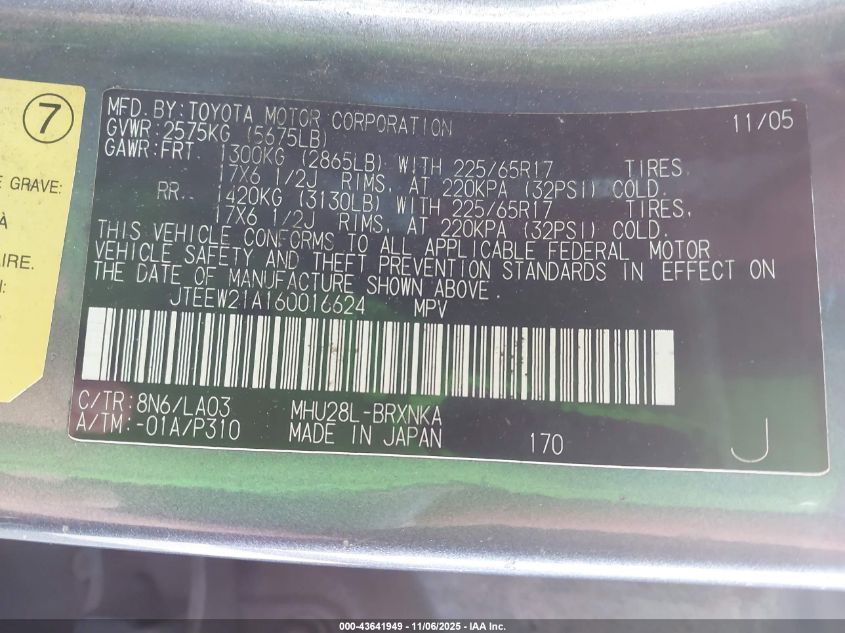 7
E GRAVE:
À
AIRE.
N:
MFD. BY: TOYOTA MOTOR CORPORATION 11/05
GVWR: 2575KG (5675LB)
GAWR: FRT. 1300KG (2865LB) WITH 225/65R17 TIRES,
17X6 1/2J RIMS, AT 220KPA (32PSI) COLD.
RR. 1420KG (3130LB) WITH 225/65R17 TIRES,
17X6 1/2J RIMS, AT 220KPA (32PSI) COLD.
THIS VEHICLE CONFORMS TO ALL APPLICABLE FEDERAL MOTOR
VEHICLE SAFETY AND THEFT PREVENTION STANDARDS IN EFFECT ON
THE DATE OF MANUFACTURE SHOWN ABOVE.
JTEEW21A160016624 MPV
C/TR: 8N6/LA03 MHU28L-BRXNKA
A/TM: -01A/P310 MADE IN JAPAN 170 J
000-43641949 - 11/06/2025 - IAA Inc.